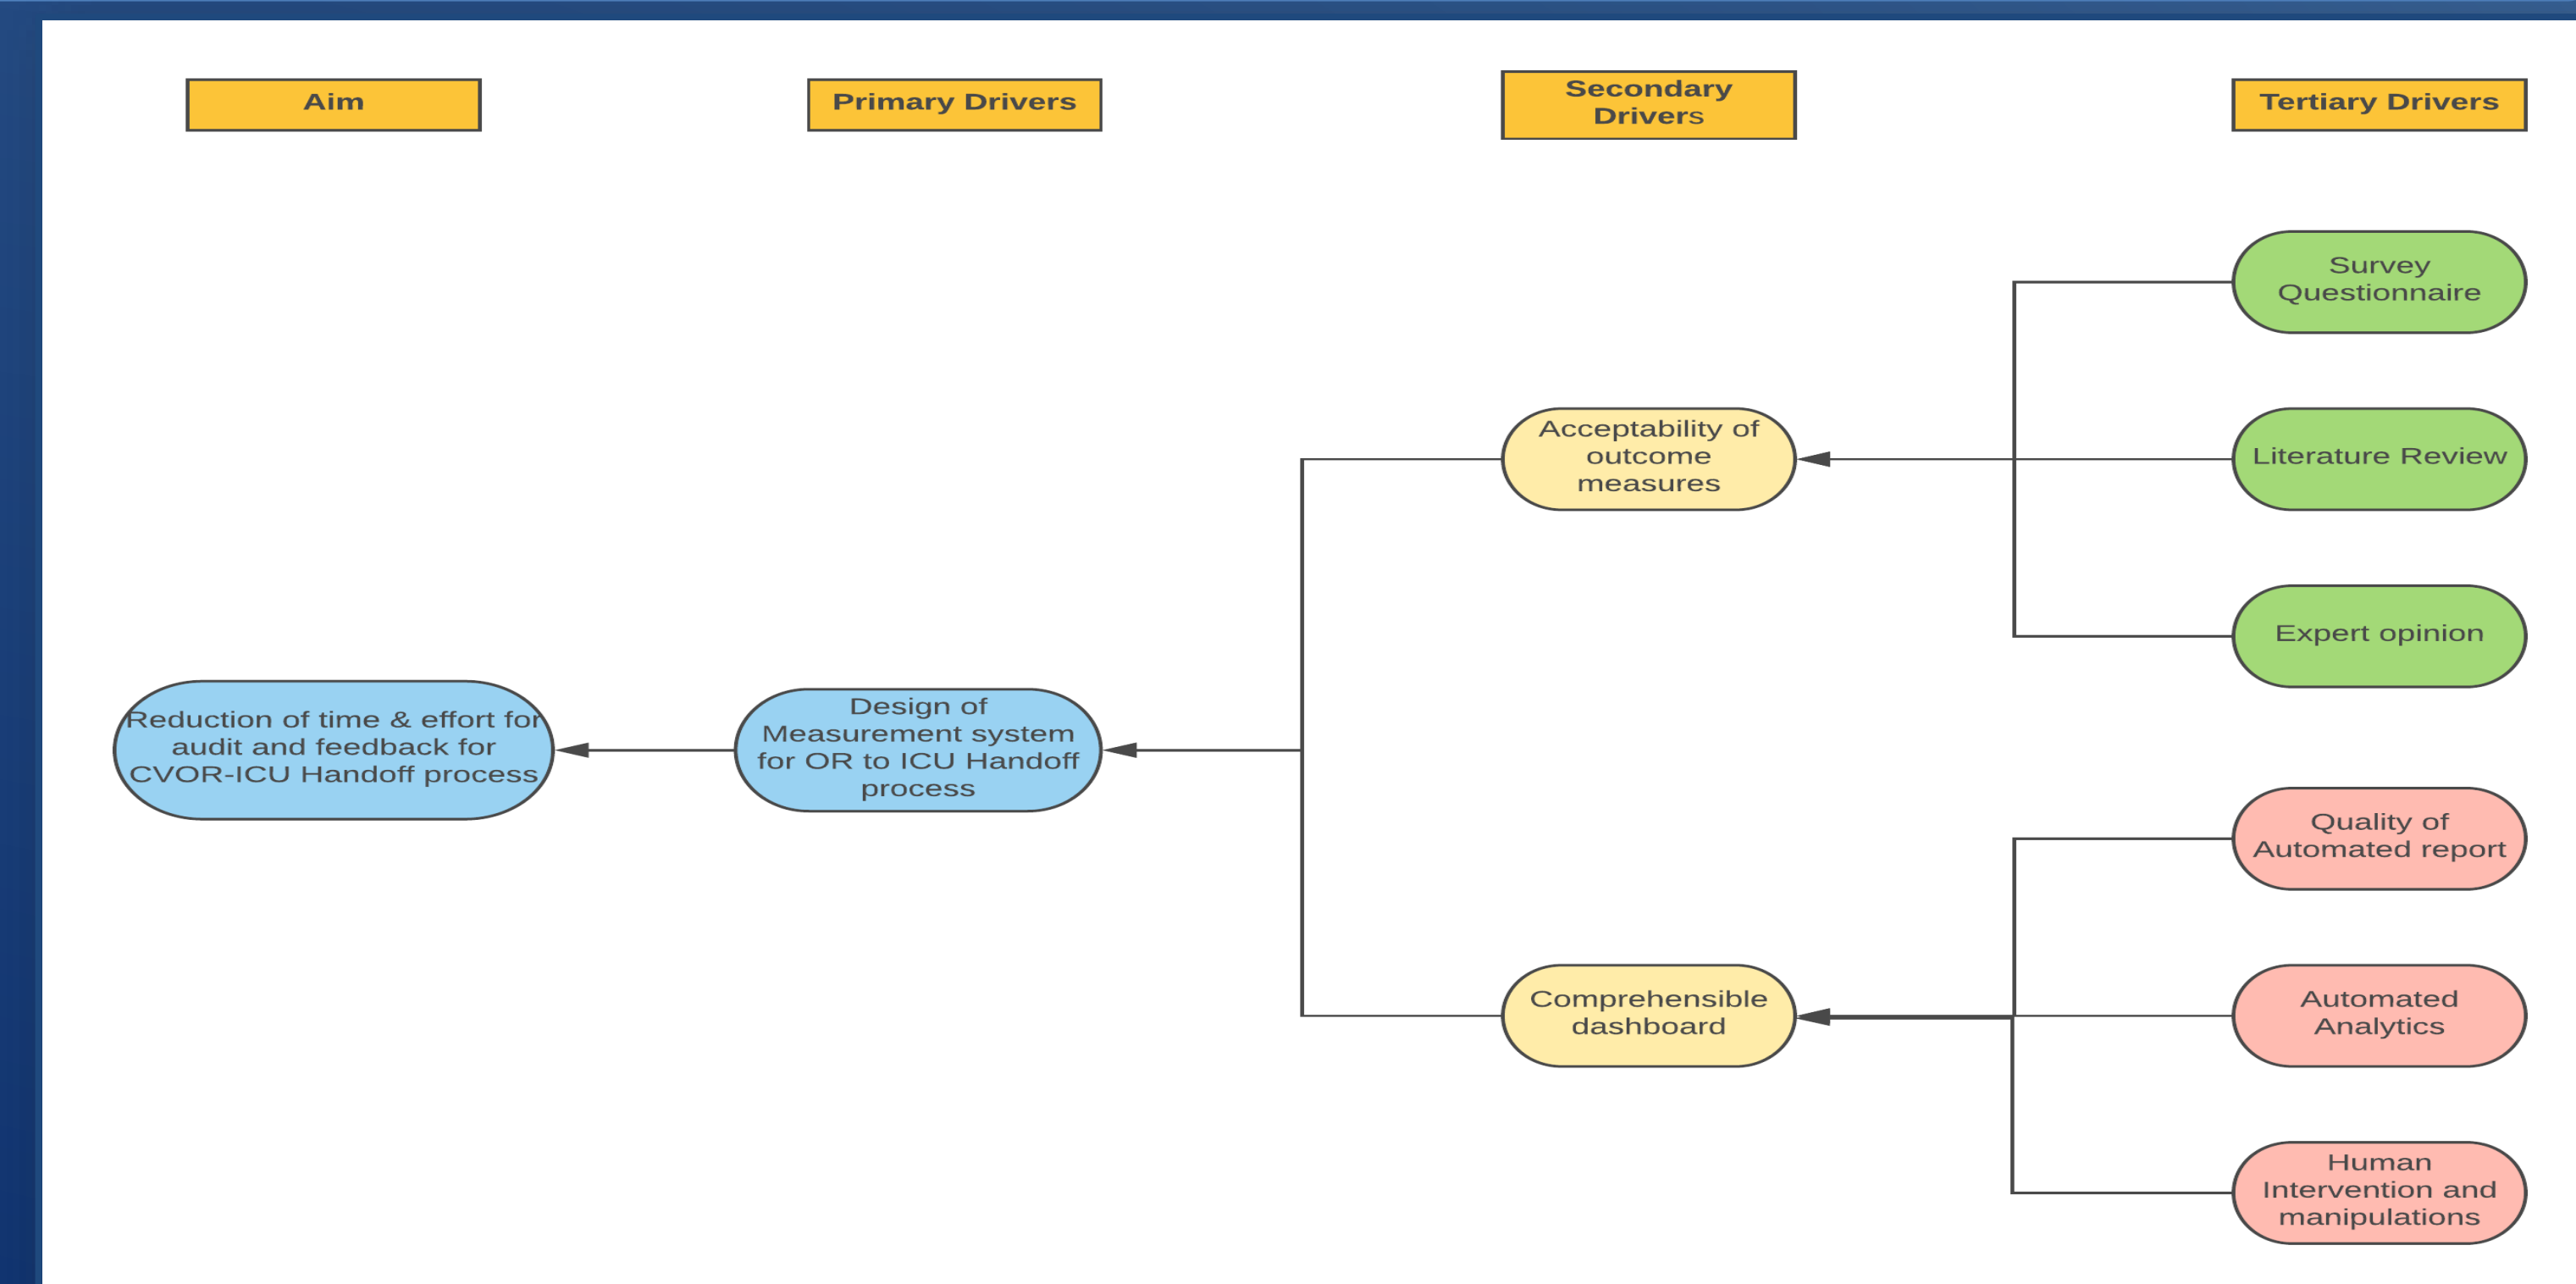 Aim
Primary Drivers
Secondary
Drivers
Tertiary Drivers
Survey
Questionnaire
Acceptability of
outcome
measures
Literature Review
Expert opinion
Reduction of time & effort for
audit and feedback for
CVOR-ICU Handoff process
Design of
Measurement system
for OR to ICU Handoff
process
Quality of
Automated report
Comprehensible
dashboard
Automated
Analytics
Human
Intervention and
manipulations